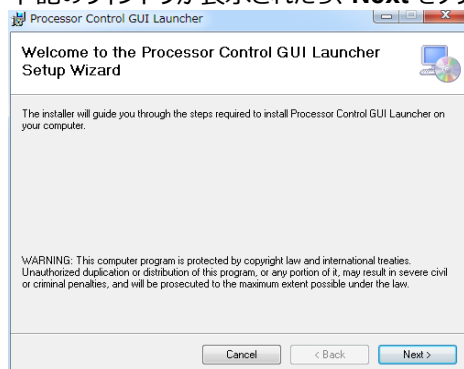 下記のウィンドウが表示されたら、Next をク
Processor Control GUI Launcher
Welcome to the Processor Control GUI Launcher
Setup Wizard
The installer will guide you through the steps required to install Processor Control GUI Launcher on
your computer.
WARNING: This computer program is protected by copyright law and international treaties.
Unauthorized duplication or distribution of this program, or any portion of it, may result in severe civil
or criminal penalties, and will be prosecuted to the maximum extent possible under the law.
Cancel
< Back
Next >